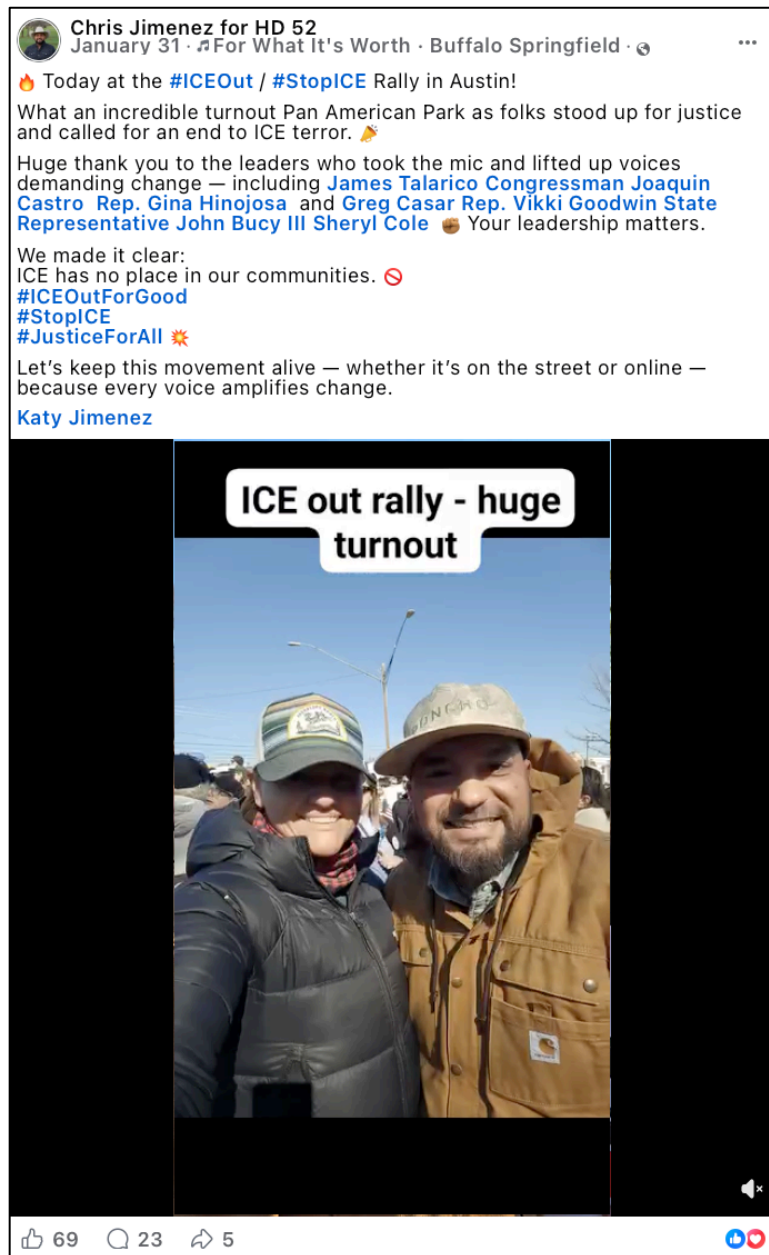 Chris Jimenez for HD 52
January 31 · For What It's Worth · Buffalo Springfield ·
🔥 Today at the #ICEOut / #StopICE Rally in Austin!
What an incredible turnout Pan American Park as folks stood up for justice
and called for an end to ICE terror. 📣
Huge thank you to the leaders who took the mic and lifted up voices
demanding change — including James Talarico Congressman Joaquin
Castro Rep. Gina Hinojosa and Greg Casar Rep. Vikki Goodwin State
Representative John Bucy III Sheryl Cole ✊🏾 Your leadership matters.
We made it clear:
ICE has no place in our communities. 🚫
#ICEOutForGood
#StopICE
#JusticeForAll 💥
Let's keep this movement alive — whether it's on the street or online —
because every voice amplifies change.
Katy Jimenez
ICE out rally - huge
turnout
69 23 5